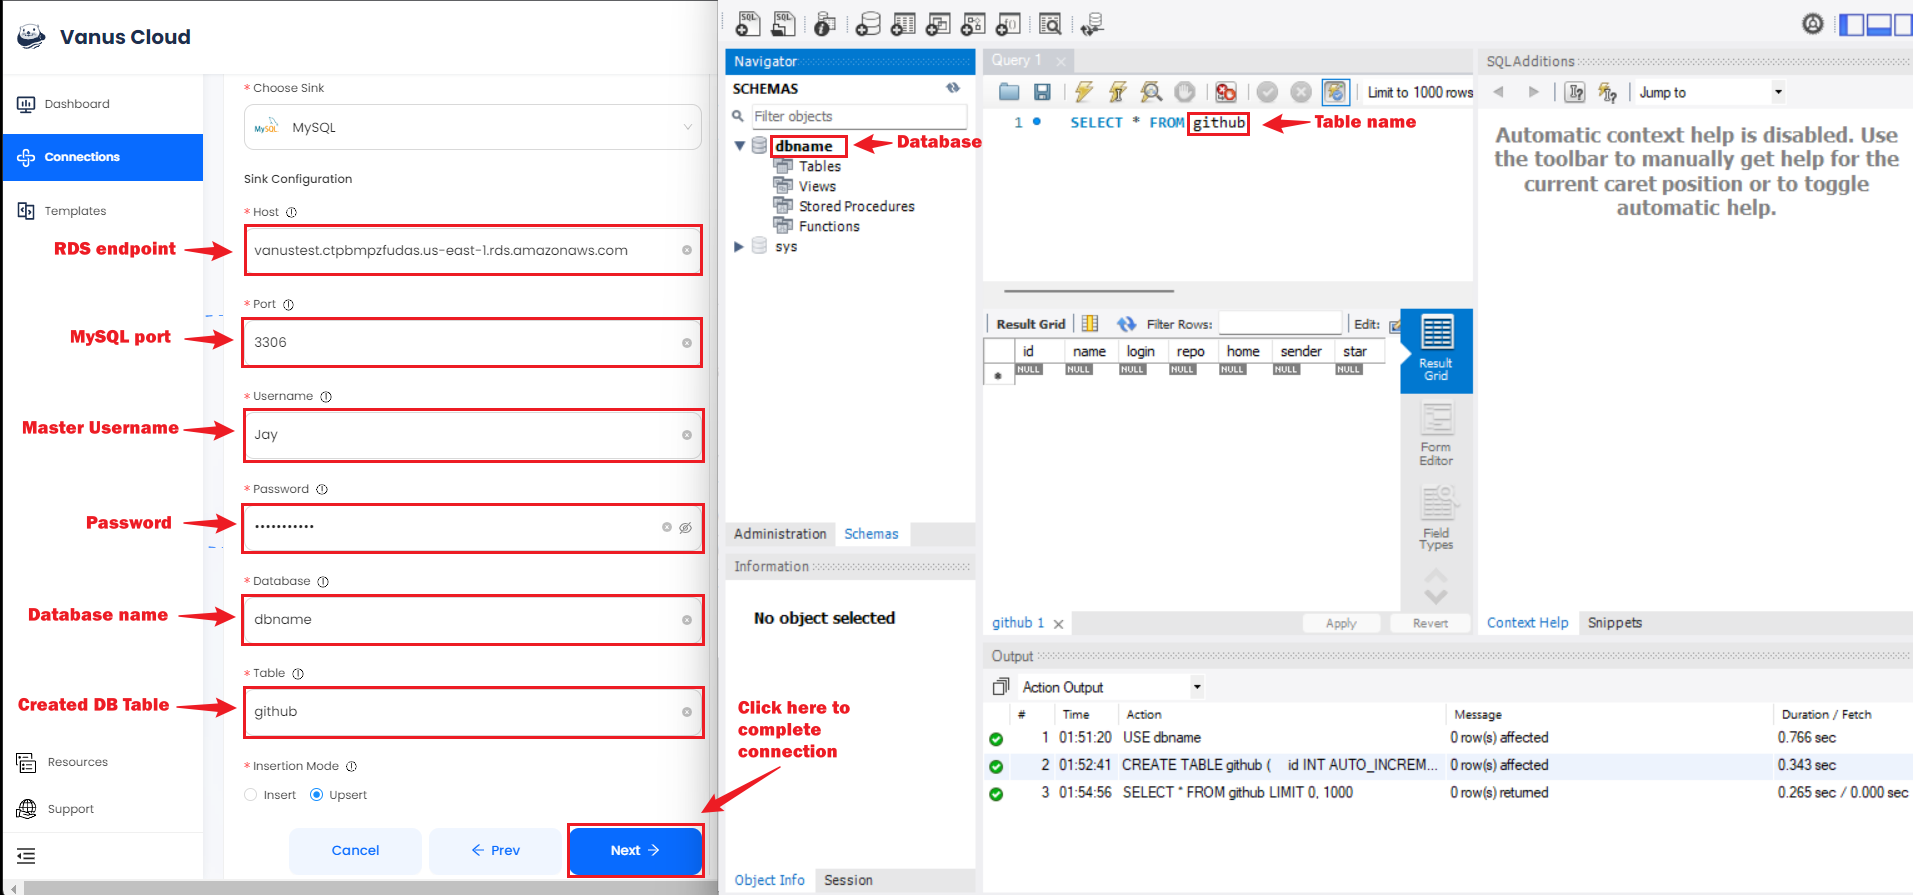 Vanus Cloud
Dashboard
Connections
Templates
Resources
Support
* Choose Sink
MySQL MySQL
Sink Configuration
* Host
RDS endpoint
vanustest.ctpbmpzfudas.us-east-1.rds.amazonaws.com
* Port
MySQL port
3306
* Username
Master Username
Jay
* Password
Password
•••••••••••
* Database
Database name
dbname
* Table
Created DB Table
github
* Insertion Mode
Insert Upsert
Cancel
← Prev
Next →
Click here to
complete
connection
Navigator
SCHEMAS
Filter objects
dbname
Database
Tables
Views
Stored Procedures
Functions
sys
Administration Schemas
Information
No object selected
Object Info Session
Query 1
Limit to 1000 rows
1 SELECT * FROM github
Table name
Result Grid Filter Rows: Edit:
id name login repo home sender star
NULL NULL NULL NULL NULL NULL NULL
Result
Grid
Form
Editor
Field
Types
github 1
Apply Revert
SQLAdditions
Jump to
Automatic context help is disabled. Use
the toolbar to manually get help for the
current caret position or to toggle
automatic help.
Context Help Snippets
Output
Action Output
# Time Action Message Duration / Fetch
1 01:51:20 USE dbname 0 row(s) affected 0.766 sec
2 01:52:41 CREATE TABLE github ( id INT AUTO_INCREM... 0 row(s) affected 0.343 sec
3 01:54:56 SELECT * FROM github LIMIT 0, 1000 0 row(s) returned 0.265 sec / 0.000 sec